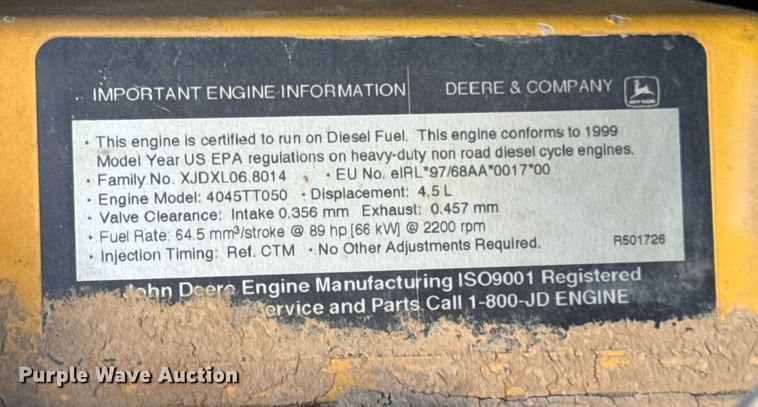 IMPORTANT ENGINE INFORMATION DEERE & COMPANY
• This engine is certified to run on Diesel Fuel. This engine conforms to 1999
Model Year US EPA regulations on heavy-duty non road diesel cycle engines.
• Family No. XJDXL06.8014 • EU No. eIRL*97/68AA*0017*00
• Engine Model: 4045TT050 • Displacement: 4.5 L
• Valve Clearance: Intake 0.356 mm Exhaust: 0.457 mm
• Fuel Rate: 64.5 mm³/stroke @ 89 hp [66 kW] @ 2200 rpm
• Injection Timing: Ref. CTM • No Other Adjustments Required. R501726
John Deere Engine Manufacturing ISO9001 Registered
ervice and Parts Call 1-800-JD ENGINE
Purple Wave Auction